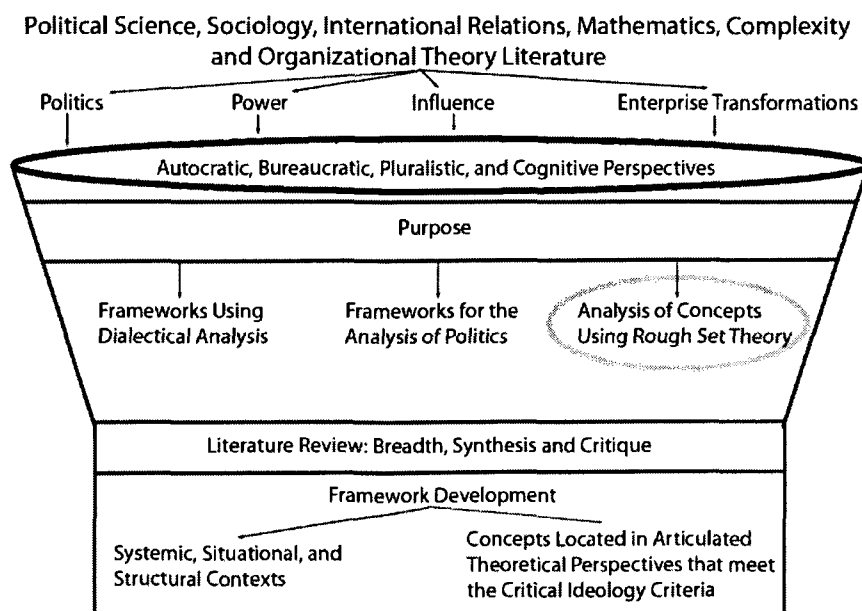 Political Science, Sociology, International Relations, Mathematics, Complexity
and Organizational Theory Literature
Politics Power Influence Enterprise Transformations
Autocratic, Bureaucratic, Pluralistic, and Cognitive Perspectives
Purpose
Frameworks Using
Dialectical Analysis
Frameworks for the
Analysis of Politics
Analysis of Concepts
Using Rough Set Theory
Literature Review: Breadth, Synthesis and Critique
Framework Development
Systemic, Situational, and
Structural Contexts
Concepts Located in Articulated
Theoretical Perspectives that meet
the Critical Ideology Criteria